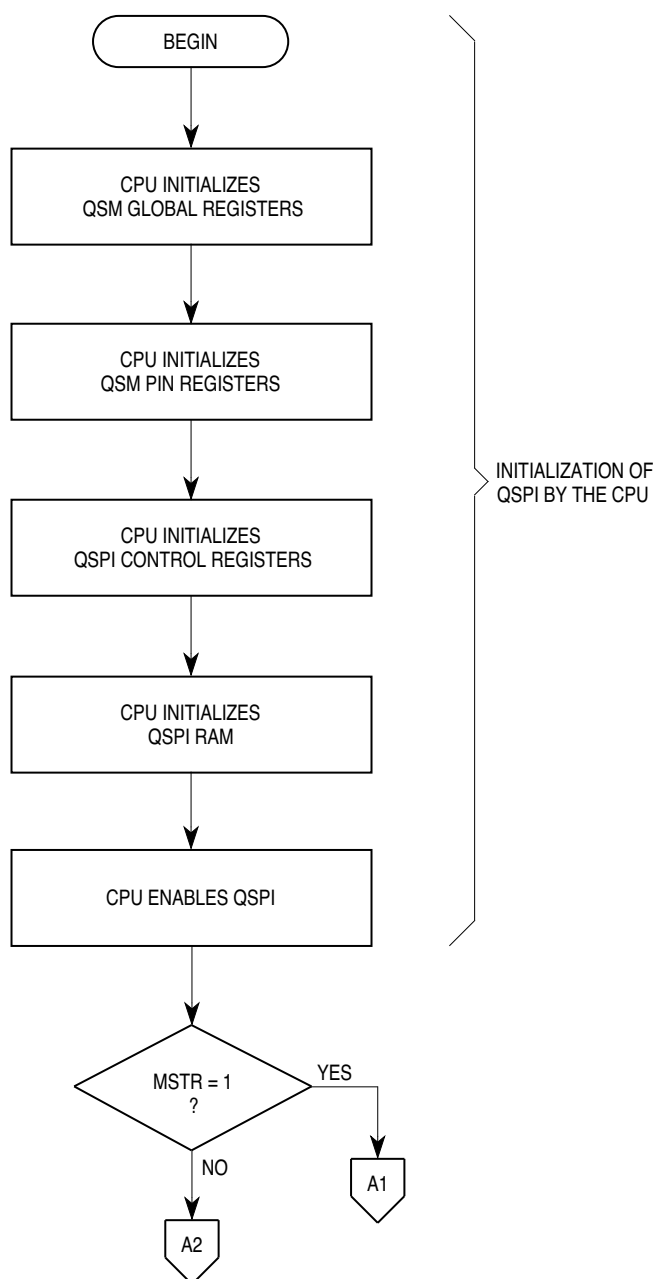 BEGIN
CPU INITIALIZES
QSM GLOBAL REGISTERS
CPU INITIALIZES
QSM PIN REGISTERS
INITIALIZATION OF
QSPI BY THE CPU
CPU INITIALIZES
QSPI CONTROL REGISTERS
CPU INITIALIZES
QSPI RAM
CPU ENABLES QSPI
MSTR = 1
?
YES
NO
A1
A2